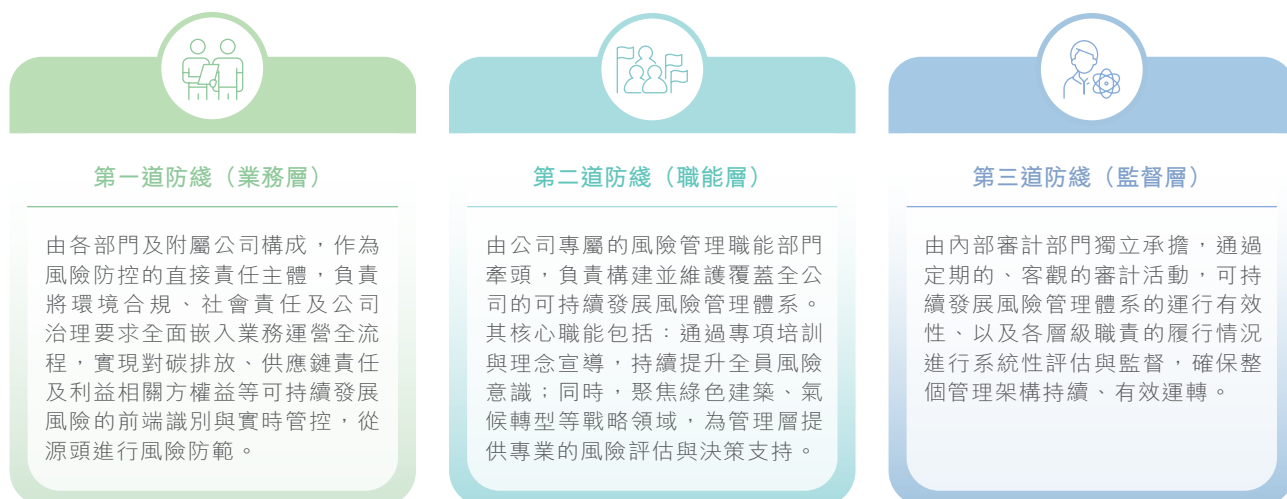 第一道防綫（業務層）
由各部門及附屬公司構成，作為
風險防控的直接責任主體，負責
將環境合規、社會責任及公司
治理要求全面嵌入業務運營全流
程，實現對碳排放、供應鏈責任
及利益相關方權益等可持續發展
風險的前端識別與實時管控，從
源頭進行風險防範。
第二道防綫（職能層）
由公司專屬的風險管理職能部門
牽頭，負責構建並維護覆蓋全公
司的可持續發展風險管理體系。
其核心職能包括：通過專項培訓
與理念宣導，持續提升全員風險
意識；同時，聚焦綠色建築、氣
候轉型等戰略領域，為管理層提
供專業的風險評估與決策支持。
第三道防綫（監督層）
由內部審計部門獨立承擔，通過
定期的、客觀的審計活動，可持
續發展風險管理體系的運行有效
性、以及各層級職責的履行情況
進行系統性評估與監督，確保整
個管理架構持續、有效運轉。